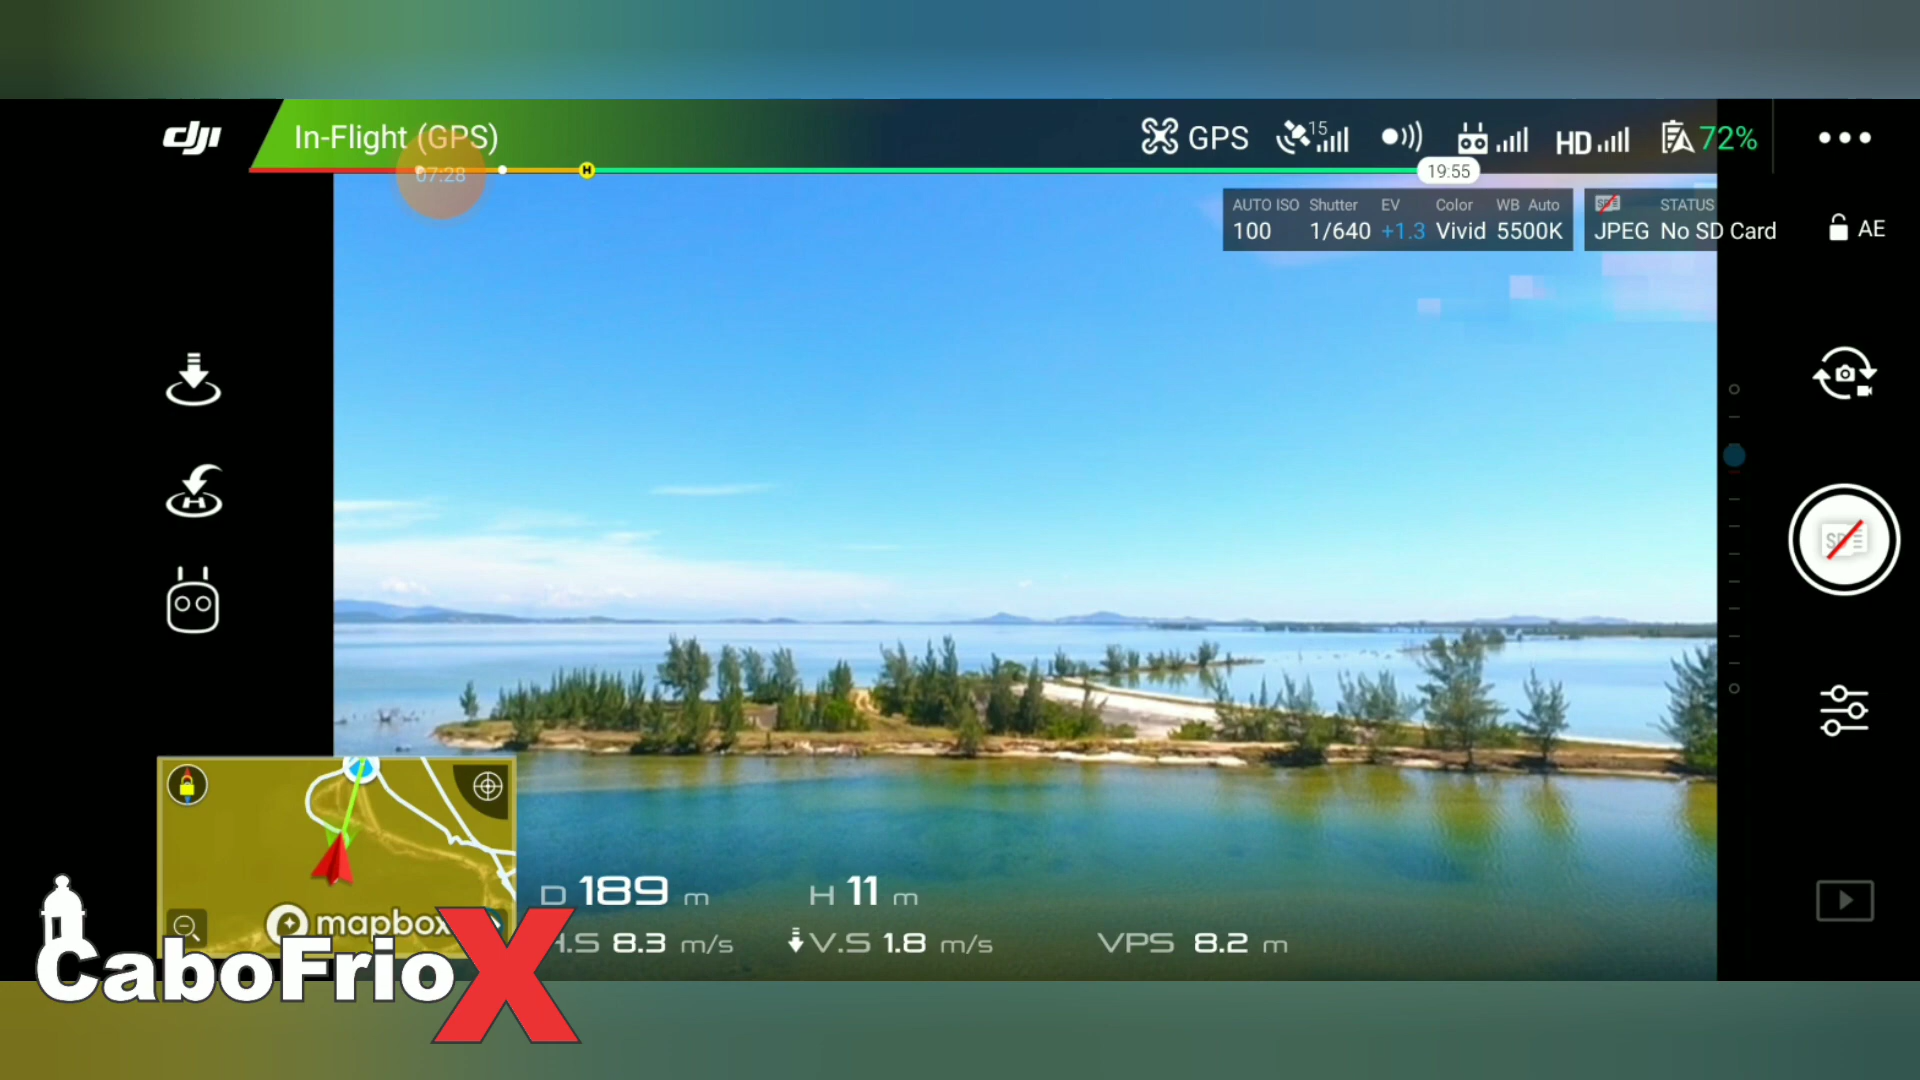 dji In-Flight (GPS) GPS 15 HD 72%
07:28 H 19:55
AUTO ISO Shutter EV Color WB Auto STATUS
100 1/640 +1.3 Vivid 5500K JPEG No SD Card AE
H
SD
D 189 m H 11 m
mapbox
H.S 8.3 m/s V.S 1.8 m/s VPS 8.2 m
CaboFrioX